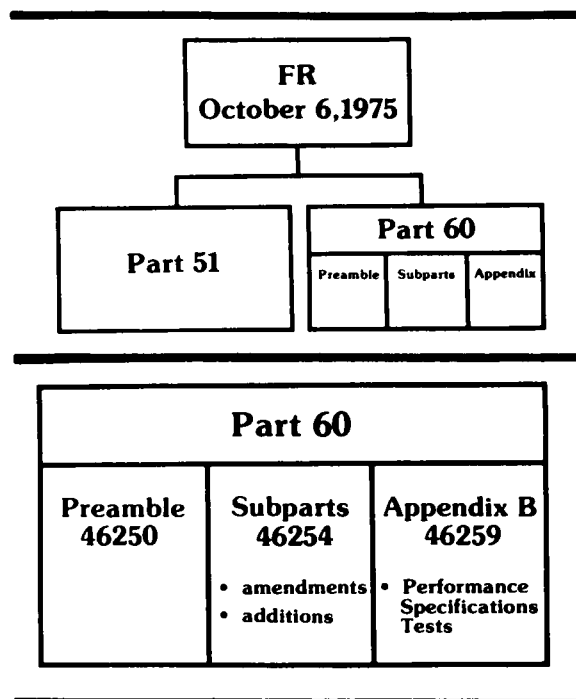 FR
October 6,1975
Part 51
Part 60
Preamble
Subparts
Appendix
Part 60
Preamble
46250
Subparts
46254
• amendments
• additions
Appendix B
46259
• Performance
Specifications
Tests